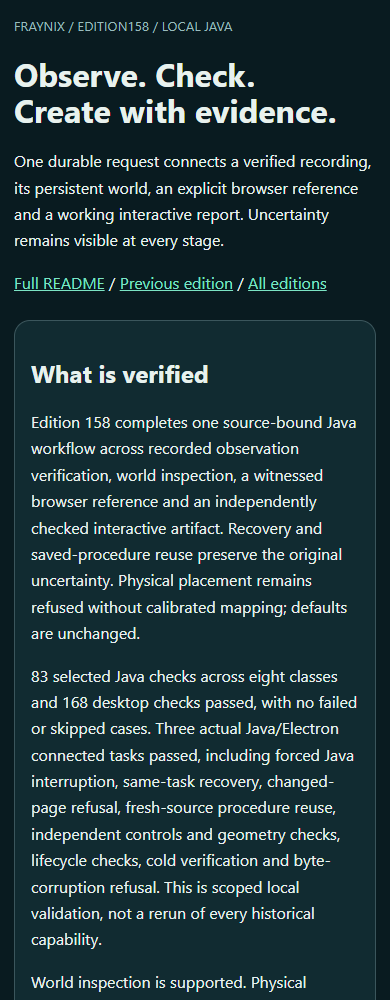 FRAYNIX / EDITION158 / LOCAL JAVA
Observe. Check.
Create with evidence.
One durable request connects a verified recording,
its persistent world, an explicit browser reference
and a working interactive report. Uncertainty
remains visible at every stage.
Full README / Previous edition / All editions
What is verified
Edition 158 completes one source-bound Java
workflow across recorded observation
verification, world inspection, a witnessed
browser reference and an independently
checked interactive artifact. Recovery and
saved-procedure reuse preserve the original
uncertainty. Physical placement remains
refused without calibrated mapping; defaults
are unchanged.
83 selected Java checks across eight classes
and 168 desktop checks passed, with no failed
or skipped cases. Three actual Java/Electron
connected tasks passed, including forced Java
interruption, same-task recovery, changed-
page refusal, fresh-source procedure reuse,
independent controls and geometry checks,
lifecycle checks, cold verification and byte-
corruption refusal. This is scoped local
validation, not a rerun of every historical
capability.
World inspection is supported. Physical